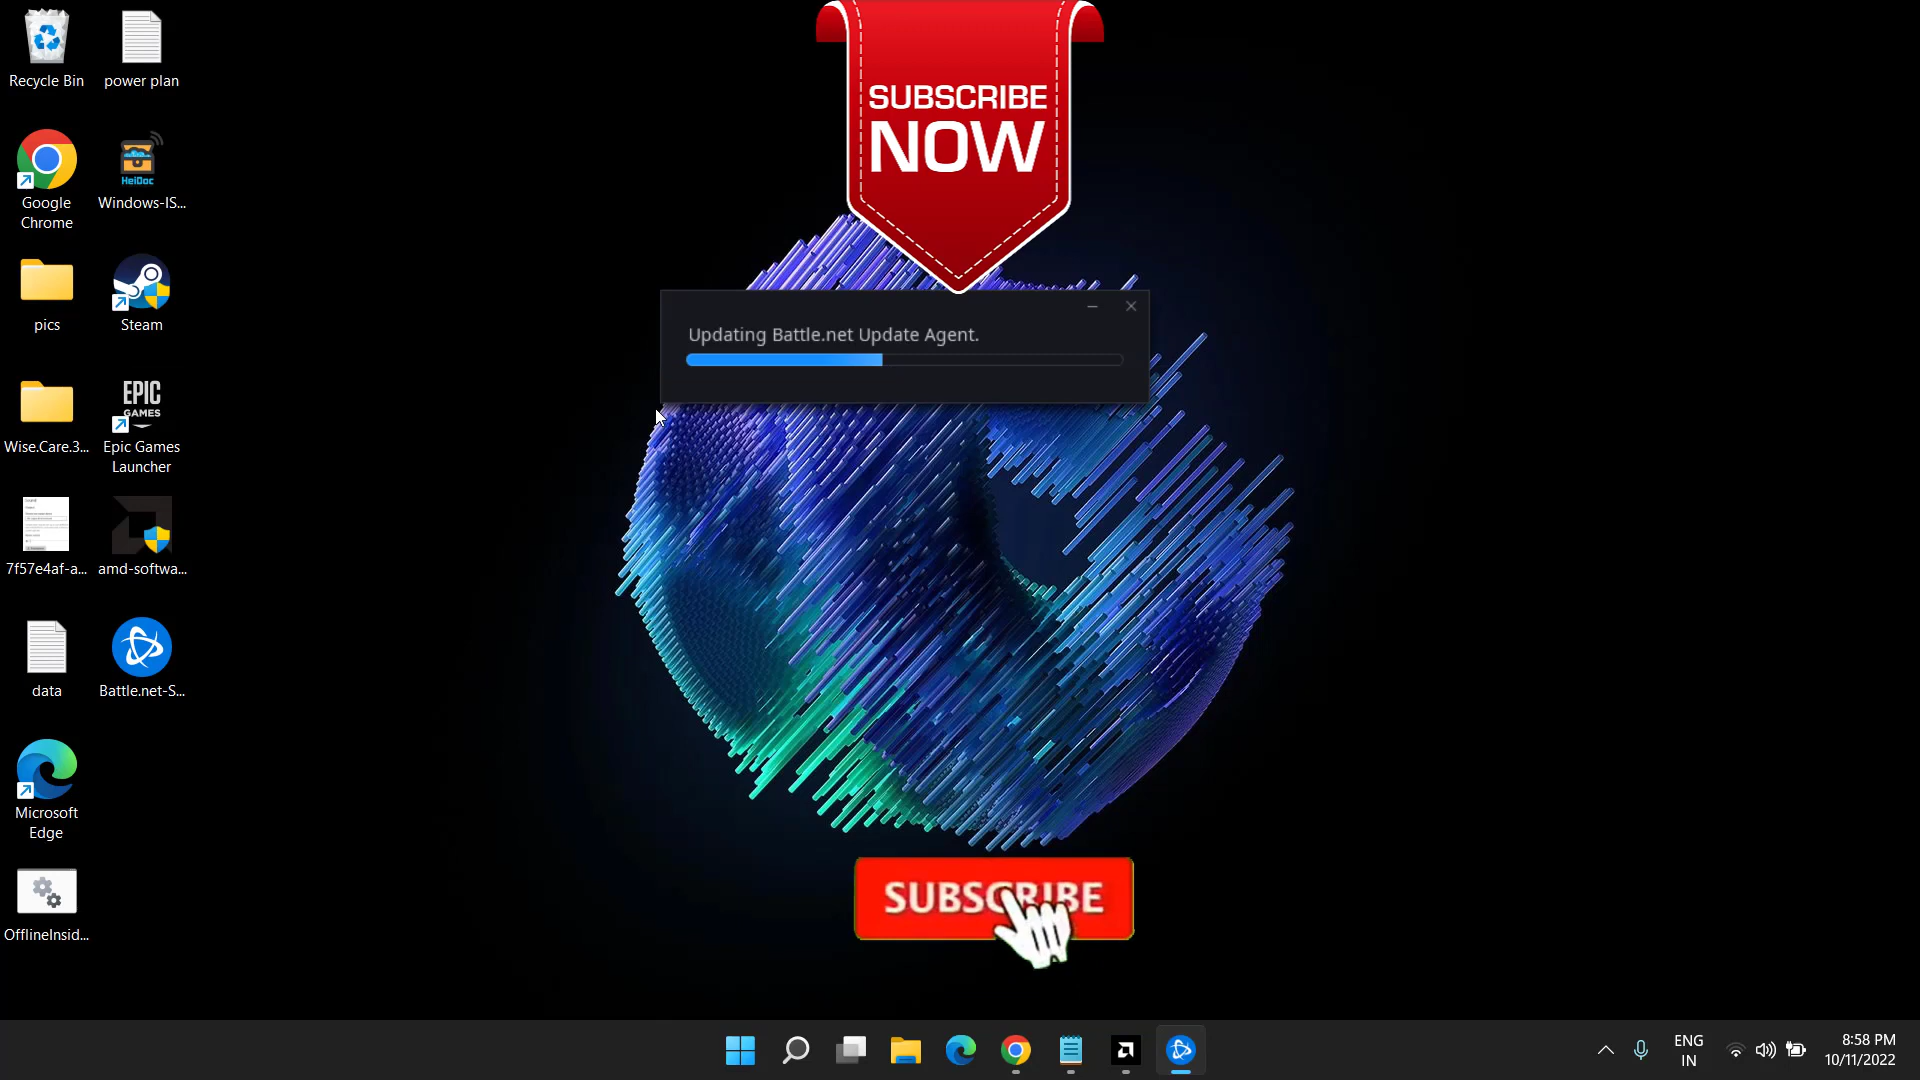 Recycle Bin
power plan
SUBSCRIBE
NOW
HeiDoc
Google
Chrome
Windows-IS...
pics
Steam
Updating Battle.net Update Agent.
EPIC
GAMES
Wise.Care.3...
Epic Games
Launcher
7f57e4af-a...
amd-softwa...
data
Battle.net-S...
Microsoft
Edge
SUBSCRIBE
OfflineInsid...
ENG
IN
8:58 PM
10/11/2022